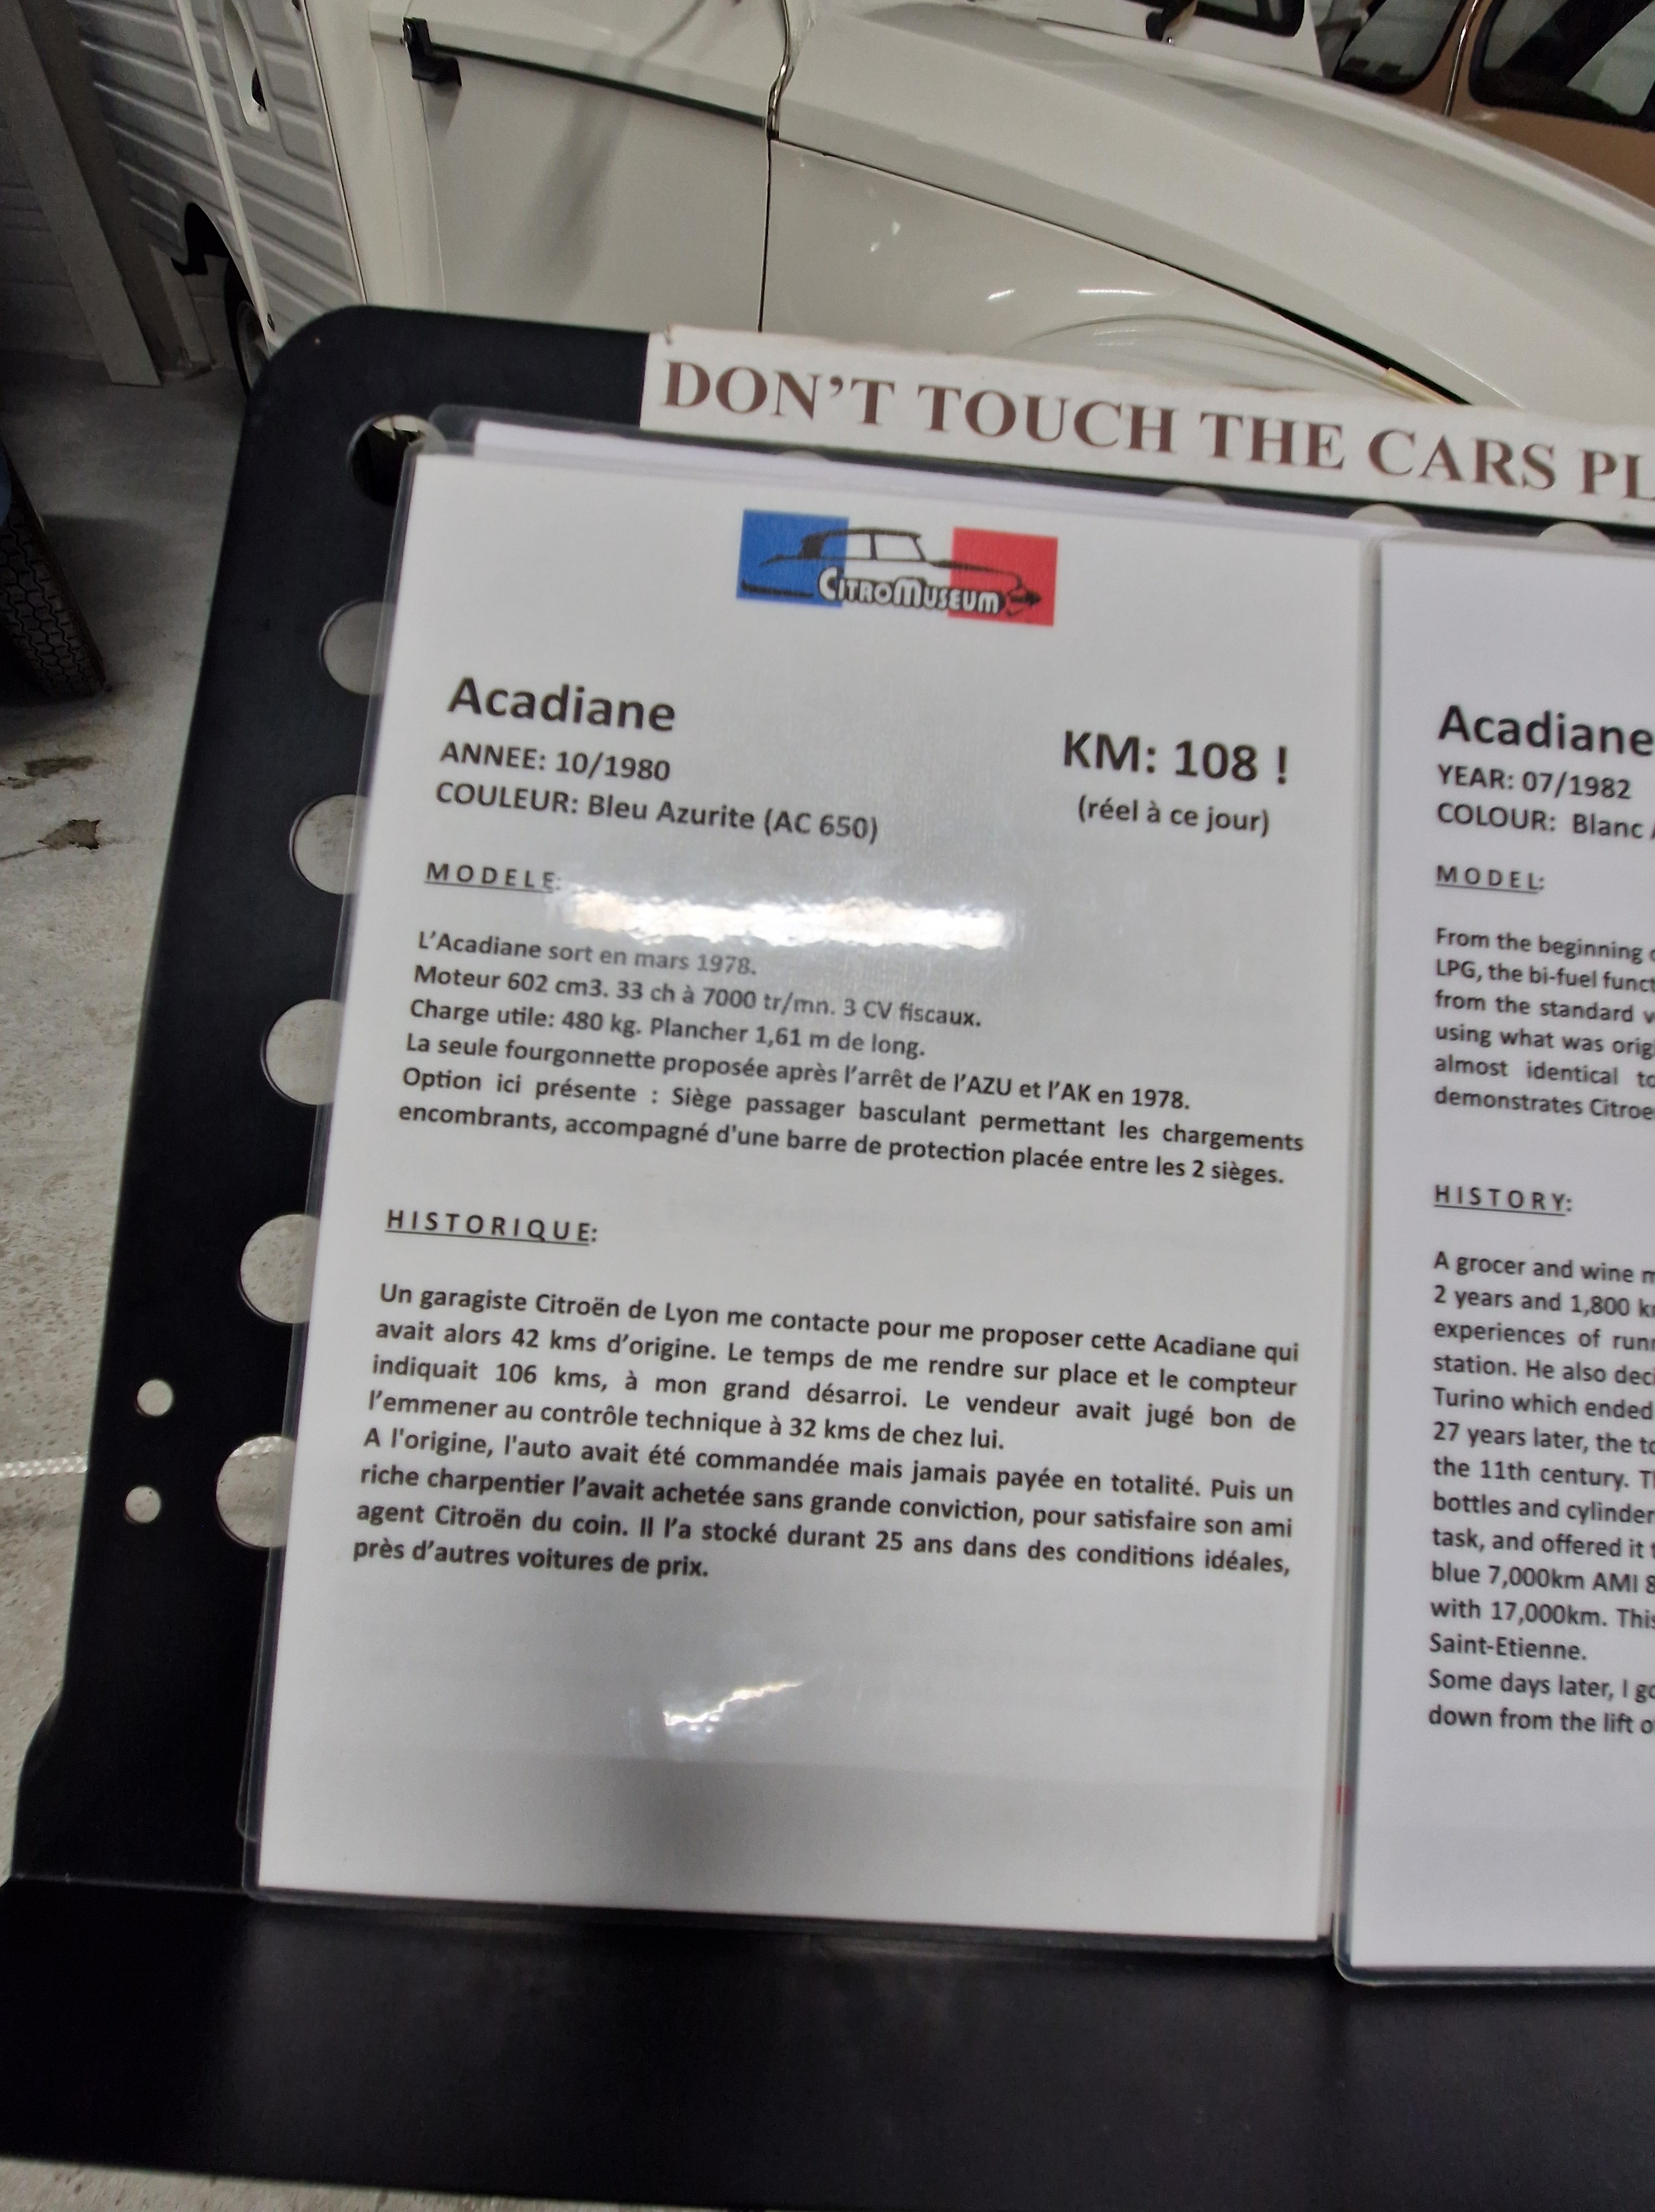 DON'T TOUCH THE CARS PL
CITROMUSEUM
Acadiane
ANNEE: 10/1980
COULEUR: Bleu Azurite (AC 650)
KM: 108 !
(réel à ce jour)
MODELE:
L'Acadiane sort en mars 1978.
Moteur 602 cm3. 33 ch à 7000 tr/mn. 3 CV fiscaux.
Charge utile: 480 kg. Plancher 1,61 m de long.
La seule fourgonnette proposée après l'arrêt de l'AZU et l'AK en 1978.
Option ici présente : Siège passager basculant permettant les chargements
encombrants, accompagné d'une barre de protection placée entre les 2 sièges.
HISTORIQUE:
Un garagiste Citroën de Lyon me contacte pour me proposer cette Acadiane qui
avait alors 42 kms d'origine. Le temps de me rendre sur place et le compteur
indiquait 106 kms, à mon grand désarroi. Le vendeur avait jugé bon de
l'emmener au contrôle technique à 32 kms de chez lui.
A l'origine, l'auto avait été commandée mais jamais payée en totalité. Puis un
riche charpentier l'avait achetée sans grande conviction, pour satisfaire son ami
agent Citroën du coin. Il l'a stocké durant 25 ans dans des conditions idéales,
près d'autres voitures de prix.
Acadiane
YEAR: 07/1982
COLOUR: Blanc
MODEL:
From the beginning
LPG, the bi-fuel funct
from the standard v
using what was orig
almost identical to
demonstrates Citroe
HISTORY:
A grocer and wine m
2 years and 1,800 k
experiences of run
station. He also deci
Turino which ended
27 years later, the to
the 11th century. T
bottles and cylinder
task, and offered it t
blue 7,000km AMI 8
with 17,000km. This
Saint-Etienne.
Some days later, I go
down from the lift o